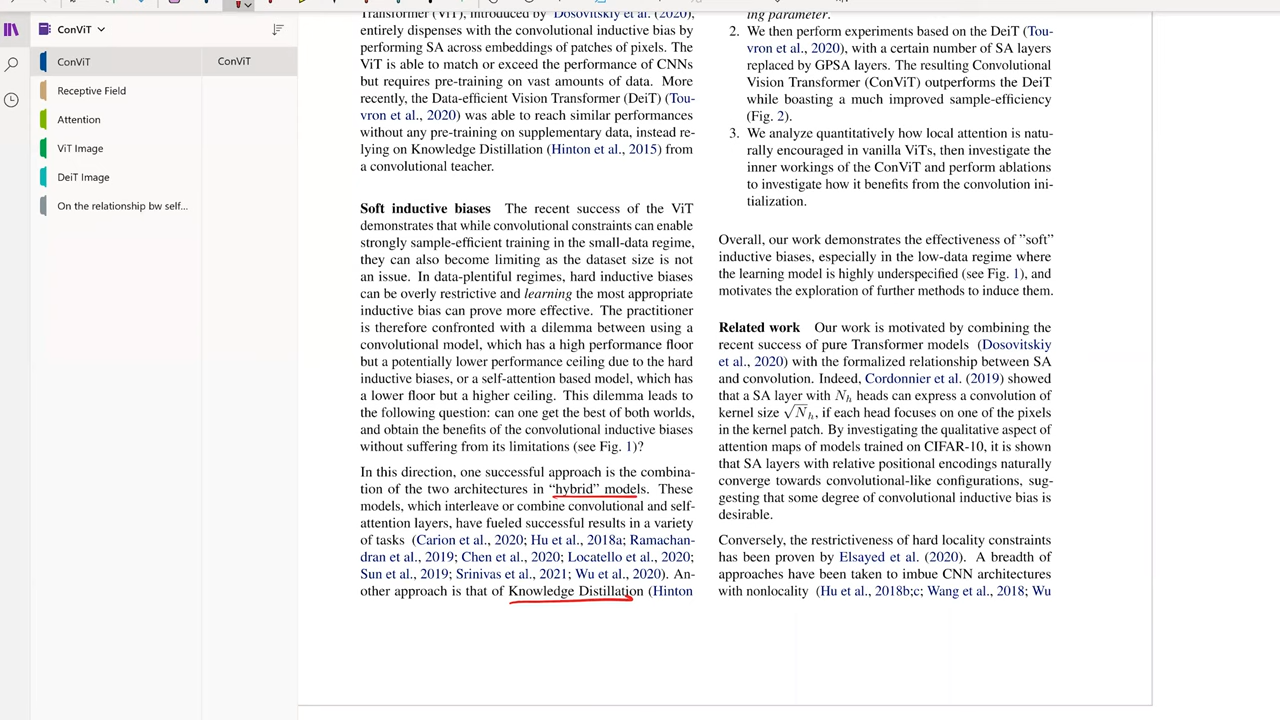 ConViT
ConViT
Receptive Field
Attention
ViT Image
DeiT Image
On the relationship bw self...
ConViT
Transformer (ViT), introduced by Dosovitskiy et al. (2020),
entirely dispenses with the convolutional inductive bias by
performing SA across embeddings of patches of pixels. The
ViT is able to match or exceed the performance of CNNs
but requires pre-training on vast amounts of data. More
recently, the Data-efficient Vision Transformer (DeiT) (Tou-
vron et al., 2020) was able to reach similar performances
without any pre-training on supplementary data, instead re-
lying on Knowledge Distillation (Hinton et al., 2015) from
a convolutional teacher.
Soft inductive biases The recent success of the ViT
demonstrates that while convolutional constraints can enable
strongly sample-efficient training in the small-data regime,
they can also become limiting as the dataset size is not
an issue. In data-plentiful regimes, hard inductive biases
can be overly restrictive and learning the most appropriate
inductive bias can prove more effective. The practitioner
is therefore confronted with a dilemma between using a
convolutional model, which has a high performance floor
but a potentially lower performance ceiling due to the hard
inductive biases, or a self-attention based model, which has
a lower floor but a higher ceiling. This dilemma leads to
the following question: can one get the best of both worlds,
and obtain the benefits of the convolutional inductive biases
without suffering from its limitations (see Fig. 1)?
In this direction, one successful approach is the combina-
tion of the two architectures in “hybrid” models. These
models, which interleave or combine convolutional and self-
attention layers, have fueled successful results in a variety
of tasks (Carion et al., 2020; Hu et al., 2018a; Ramachan-
dran et al., 2019; Chen et al., 2020; Locatello et al., 2020;
Sun et al., 2019; Srinivas et al., 2021; Wu et al., 2020). An-
other approach is that of Knowledge Distillation (Hinton
ing parameter.
2. We then perform experiments based on the DeiT (Tou-
vron et al., 2020), with a certain number of SA layers
replaced by GPSA layers. The resulting Convolutional
Vision Transformer (ConViT) outperforms the DeiT
while boasting a much improved sample-efficiency
(Fig. 2).
3. We analyze quantitatively how local attention is natu-
rally encouraged in vanilla ViTs, then investigate the
inner workings of the ConViT and perform ablations
to investigate how it benefits from the convolution ini-
tialization.
Overall, our work demonstrates the effectiveness of ”soft”
inductive biases, especially in the low-data regime where
the learning model is highly underspecified (see Fig. 1), and
motivates the exploration of further methods to induce them.
Related work Our work is motivated by combining the
recent success of pure Transformer models (Dosovitskiy
et al., 2020) with the formalized relationship between SA
and convolution. Indeed, Cordonnier et al. (2019) showed
that a SA layer with N_h heads can express a convolution of
kernel size √N_h, if each head focuses on one of the pixels
in the kernel patch. By investigating the qualitative aspect of
attention maps of models trained on CIFAR-10, it is shown
that SA layers with relative positional encodings naturally
converge towards convolutional-like configurations, sug-
gesting that some degree of convolutional inductive bias is
desirable.
Conversely, the restrictiveness of hard locality constraints
has been proven by Elsayed et al. (2020). A breadth of
approaches have been taken to imbue CNN architectures
with nonlocality (Hu et al., 2018b;c; Wang et al., 2018; Wu